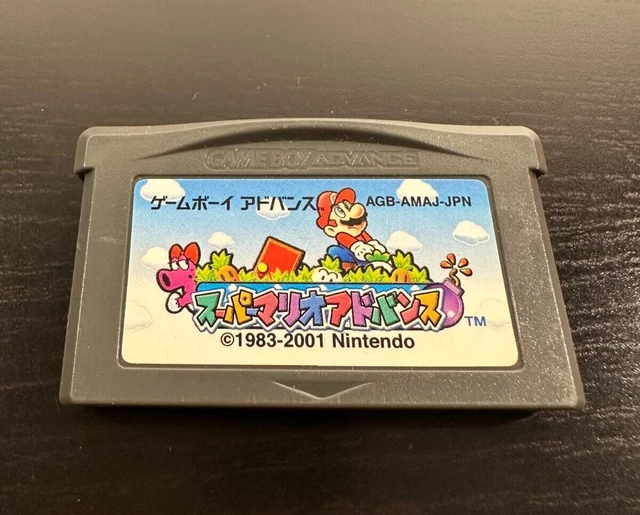 GAME BOY ADVANCE
ゲームボーイ アドバンス AGB-AMAJ-JPN
スーパーマリオアドバンス TM
©1983-2001 Nintendo